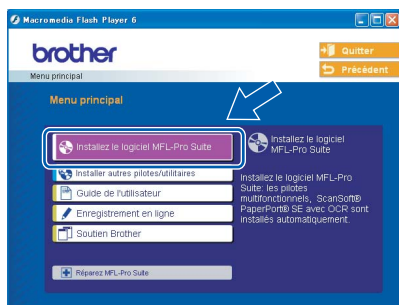 Macromedia Flash Player 6
brother
Quitter
Précédent
Menu principal
Menu principal
Installez le logiciel MFL-Pro Suite
Installer autres pilotes/utilitaires
Guide de l'utilisateur
Enregistrement en ligne
Soutien Brother
Réparez MFL-Pro Suite
Installez le logiciel
MFL-Pro Suite
Installez le logiciel MFL-Pro
Suite: les pilotes
multifonctionnels, ScanSoft®
PaperPort® SE avec OCR sont
installés automatiquement.